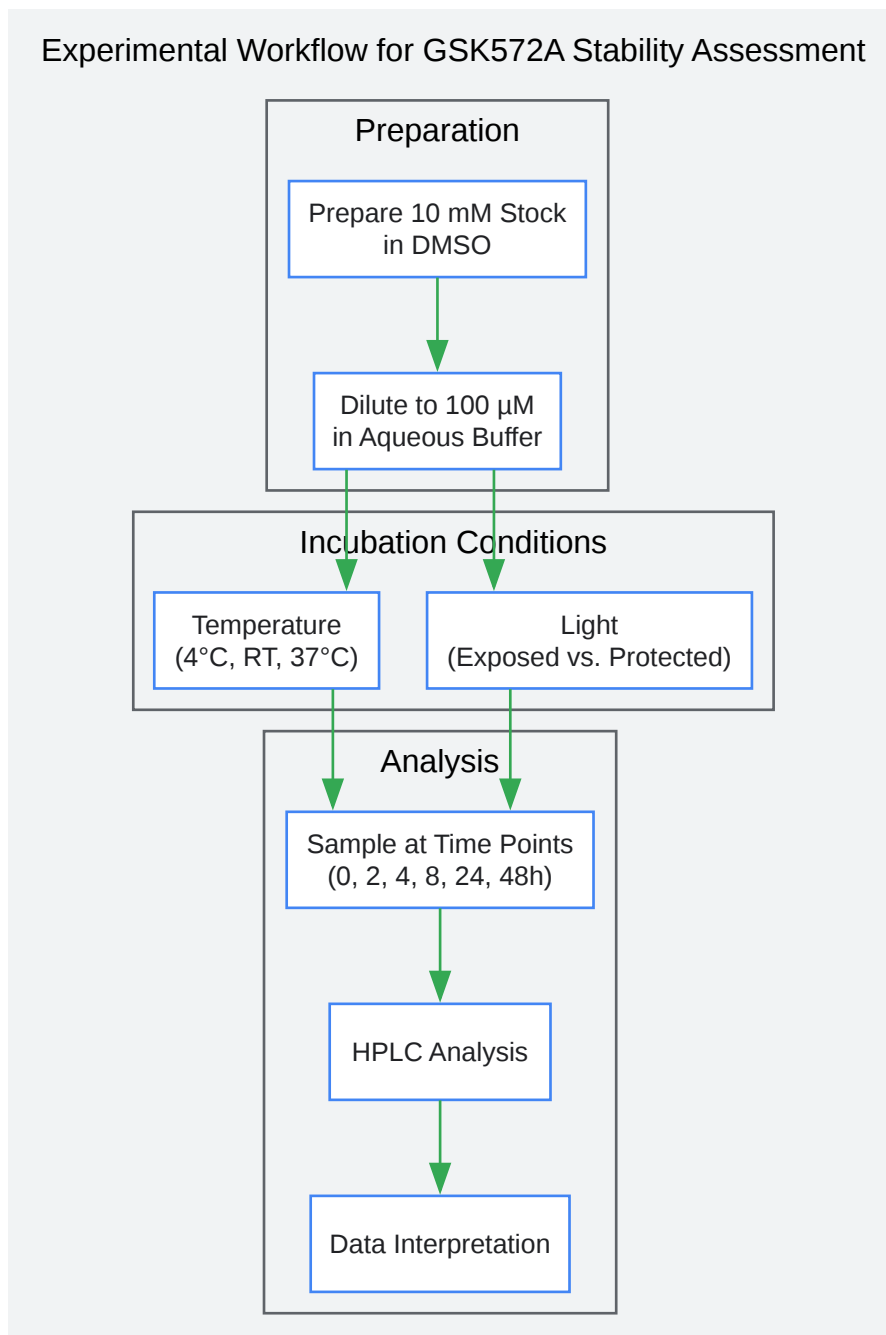 Experimental Workflow for GSK572A Stability Assessment
Preparation
Prepare 10 mM Stock
in DMSO
Dilute to 100 µM
in Aqueous Buffer
Incubation Conditions
Temperature
(4°C, RT, 37°C)
Light
(Exposed vs. Protected)
Analysis
Sample at Time Points
(0, 2, 4, 8, 24, 48h)
HPLC Analysis
Data Interpretation